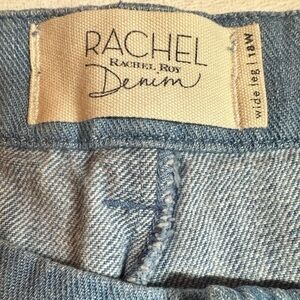 RACHEL
RACHEL ROY
Denim
wide leg | 18W